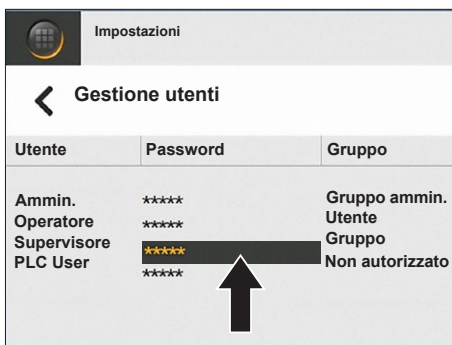 Impostazioni
Gestione utenti
Utente Password Gruppo
Ammin. ***** Gruppo ammin.
Operatore ***** Utente
Supervisore ***** Gruppo
PLC User ***** Non autorizzato